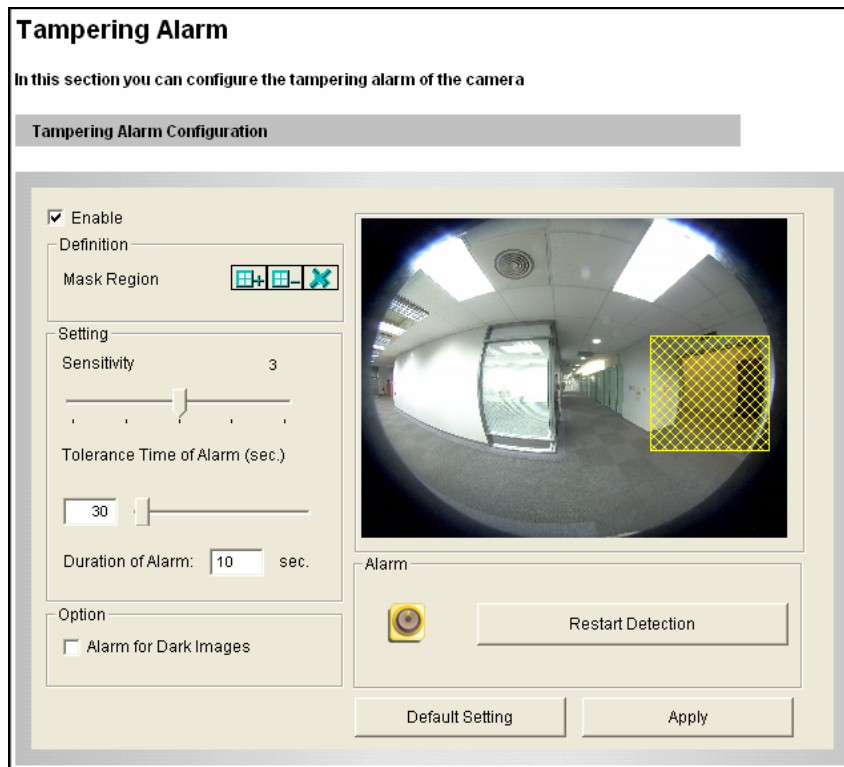 Tampering Alarm
In this section you can configure the tampering alarm of the camera
Tampering Alarm Configuration
Enable
Definition
Mask Region
Setting
Sensitivity 3
Tolerance Time of Alarm (sec.)
30
Duration of Alarm: 10 sec.
Option
Alarm for Dark Images
Alarm
Restart Detection
Default Setting
Apply